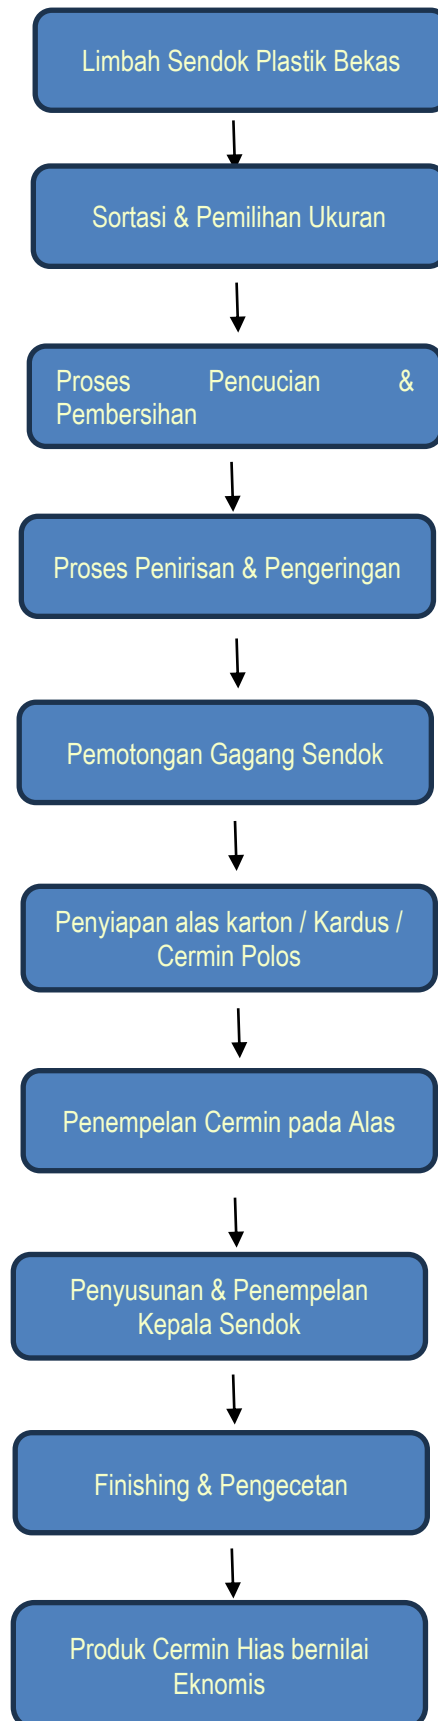 Limbah Sendok Plastik Bekas
Sortasi & Pemilihan Ukuran
Proses Pencucian &
Pembersihan
Proses Penirisan & Pengeringan
Pemotongan Gagang Sendok
Penyiapan alas karton / Kardus /
Cermin Polos
Penempelan Cermin pada Alas
Penyusunan & Penempelan
Kepala Sendok
Finishing & Pengecetan
Produk Cermin Hias bernilai
Eknomis